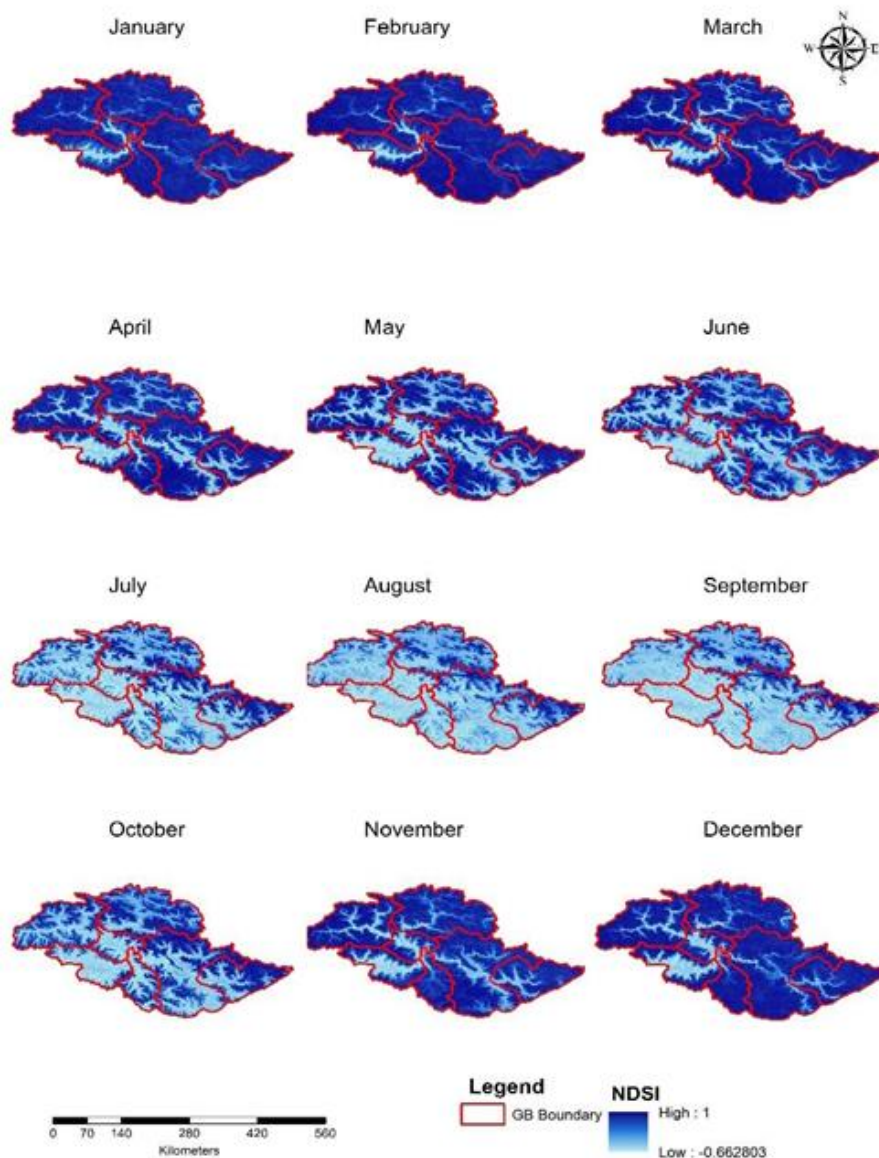 January February March
N
W E
S
April May June
July August September
October November December
Legend
GB Boundary
NDSI
High : 1
Low : -0.662803
0 70 140 280 420 560
Kilometers